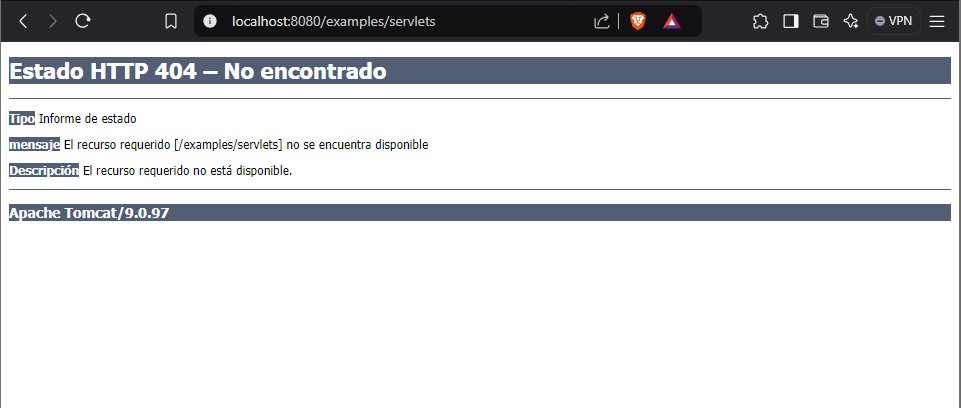 localhost:8080/examples/servlets
VPN
Estado HTTP 404 – No encontrado
Tipo Informe de estado
mensaje El recurso requerido [/examples/servlets] no se encuentra disponible
Descripción El recurso requerido no está disponible.
Apache Tomcat/9.0.97